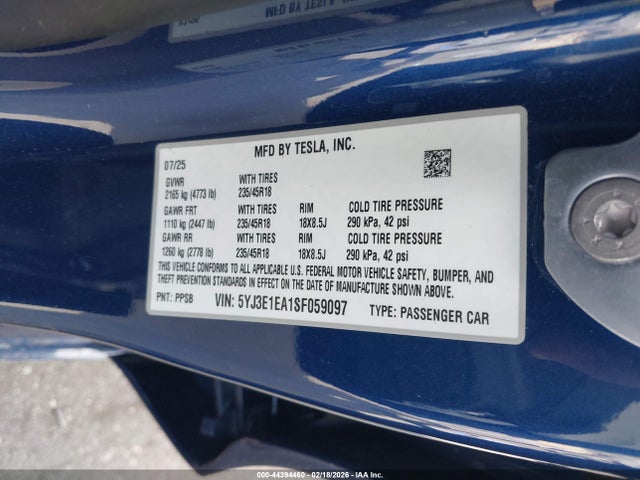 MFD BY TESLA, INC.
07/25
GVWR WITH TIRES
2165 kg (4773 lb) 235/45R18
GAWR FRT WITH TIRES RIM COLD TIRE PRESSURE
1110 kg (2447 lb) 235/45R18 18X8.5J 290 kPa, 42 psi
GAWR RR WITH TIRES RIM COLD TIRE PRESSURE
1260 kg (2778 lb) 235/45R18 18X8.5J 290 kPa, 42 psi
THIS VEHICLE CONFORMS TO ALL APPLICABLE U.S. FEDERAL MOTOR VEHICLE SAFETY, BUMPER, AND
THEFT PREVENTION STANDARDS IN EFFECT ON THE DATE OF MANUFACTURE SHOWN ABOVE.
PNT: PPSB VIN: 5YJ3E1EA1SF059097 TYPE: PASSENGER CAR
000-44394460 - 02/18/2026 - IAA Inc.